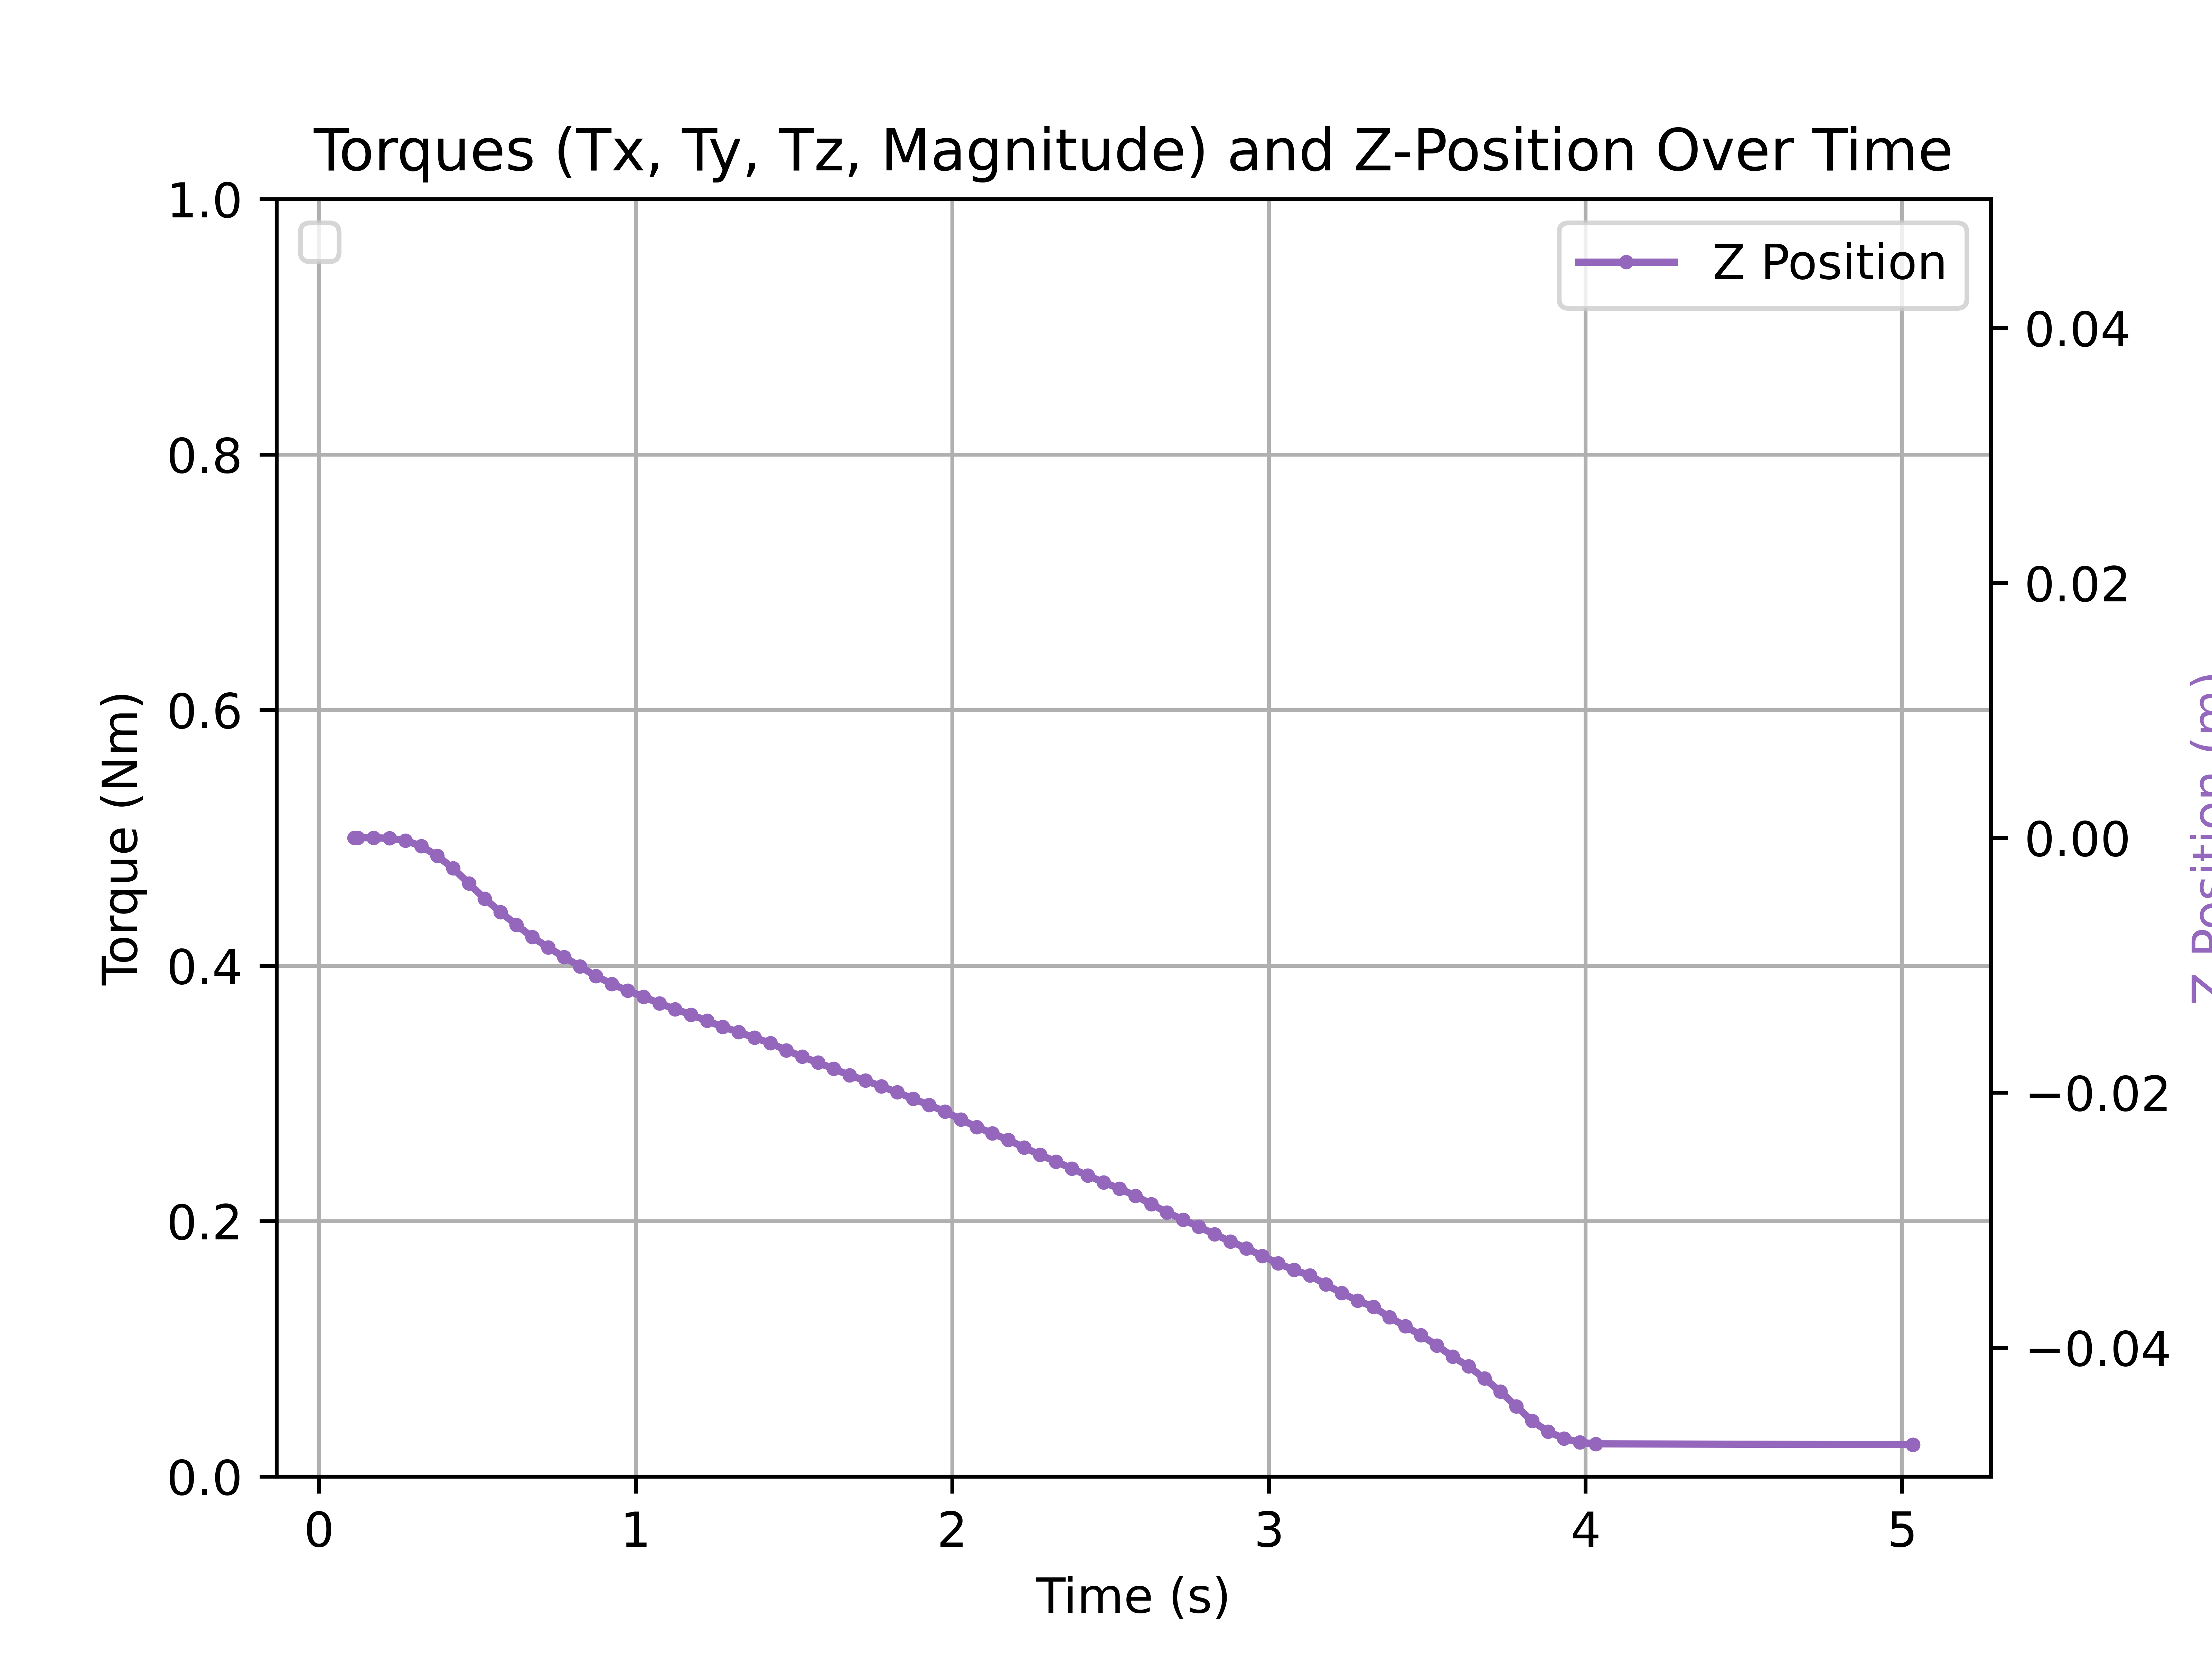 Torques (Tx, Ty, Tz, Magnitude) and Z-Position Over Time
1.0
0.8
0.6
0.4
0.2
0.0
Torque (Nm)
Z Position
0.04
0.02
0.00
−0.02
−0.04
Z Position (m)
0 1 2 3 4 5
Time (s)